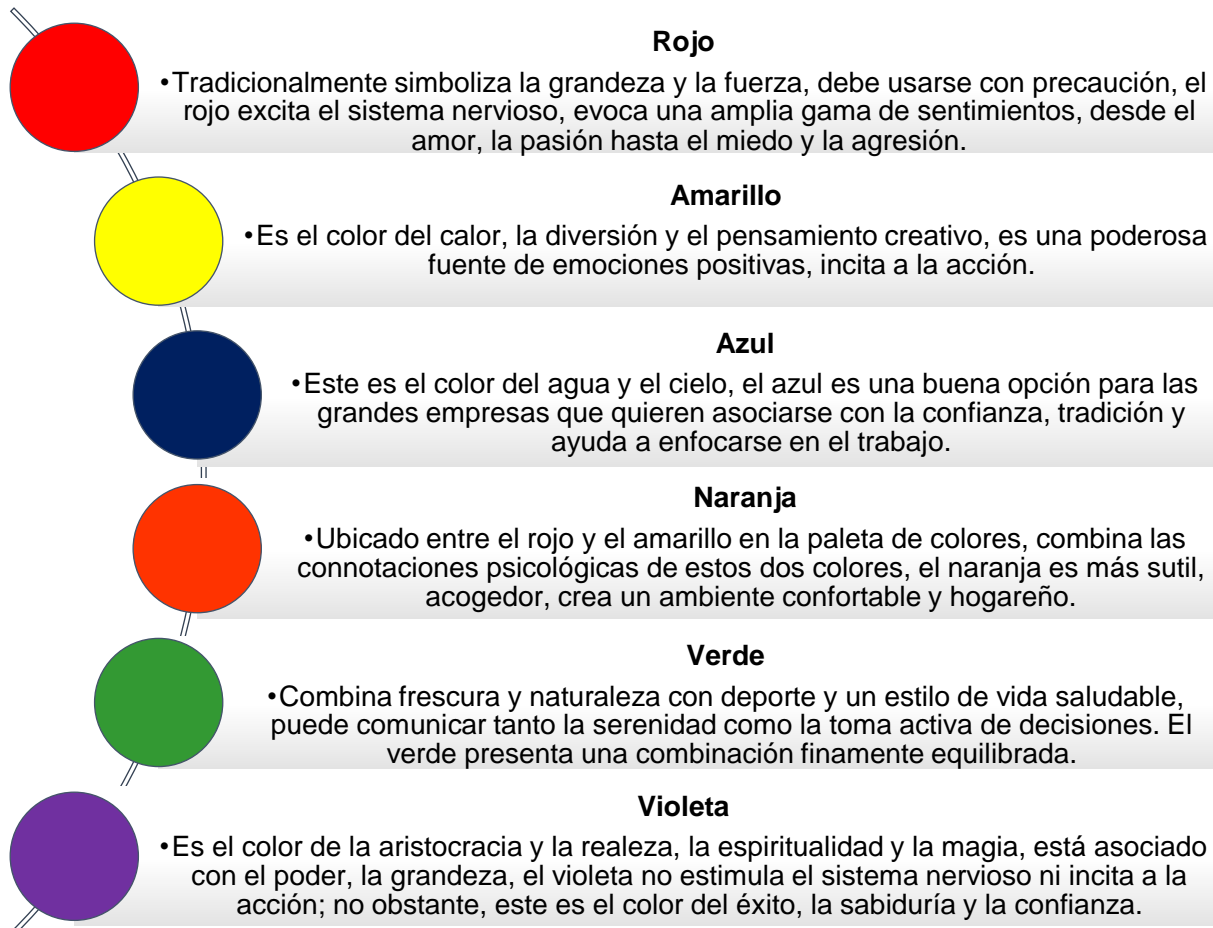 Rojo
•Tradicionalmente simboliza la grandeza y la fuerza, debe usarse con precaución, el
rojo excita el sistema nervioso, evoca una amplia gama de sentimientos, desde el
amor, la pasión hasta el miedo y la agresión.
Amarillo
•Es el color del calor, la diversión y el pensamiento creativo, es una poderosa
fuente de emociones positivas, incita a la acción.
Azul
•Este es el color del agua y el cielo, el azul es una buena opción para las
grandes empresas que quieren asociarse con la confianza, tradición y
ayuda a enfocarse en el trabajo.
Naranja
•Ubicado entre el rojo y el amarillo en la paleta de colores, combina las
connotaciones psicológicas de estos dos colores, el naranja es más sutil,
acogedor, crea un ambiente confortable y hogareño.
Verde
•Combina frescura y naturaleza con deporte y un estilo de vida saludable,
puede comunicar tanto la serenidad como la toma activa de decisiones. El
verde presenta una combinación finamente equilibrada.
Violeta
•Es el color de la aristocracia y la realeza, la espiritualidad y la magia, está asociado
con el poder, la grandeza, el violeta no estimula el sistema nervioso ni incita a la
acción; no obstante, este es el color del éxito, la sabiduría y la confianza.